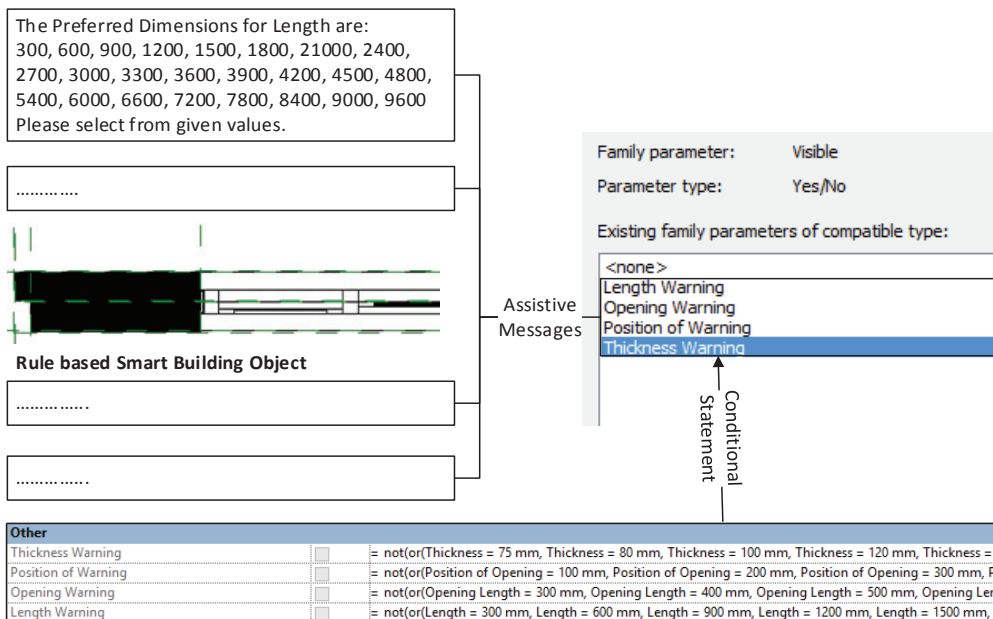 The Preferred Dimensions for Length are:
300, 600, 900, 1200, 1500, 1800, 21000, 2400,
2700, 3000, 3300, 3600, 3900, 4200, 4500, 4800,
5400, 6000, 6600, 7200, 7800, 8400, 9000, 9600
Please select from given values.
.............
Rule based Smart Building Object
..............
..............
Assistive
Messages
Family parameter: Visible
Parameter type: Yes/No
Existing family parameters of compatible type:
<none>
Length Warning
Opening Warning
Position of Warning
Thickness Warning
Conditional
Statement
Other
Thickness Warning = not(or(Thickness = 75 mm, Thickness = 80 mm, Thickness = 100 mm, Thickness = 120 mm, Thickness =
Position of Warning = not(or(Position of Opening = 100 mm, Position of Opening = 200 mm, Position of Opening = 300 mm, P
Opening Warning = not(or(Opening Length = 300 mm, Opening Length = 400 mm, Opening Length = 500 mm, Opening Len
Length Warning = not(or(Length = 300 mm, Length = 600 mm, Length = 900 mm, Length = 1200 mm, Length = 1500 mm,